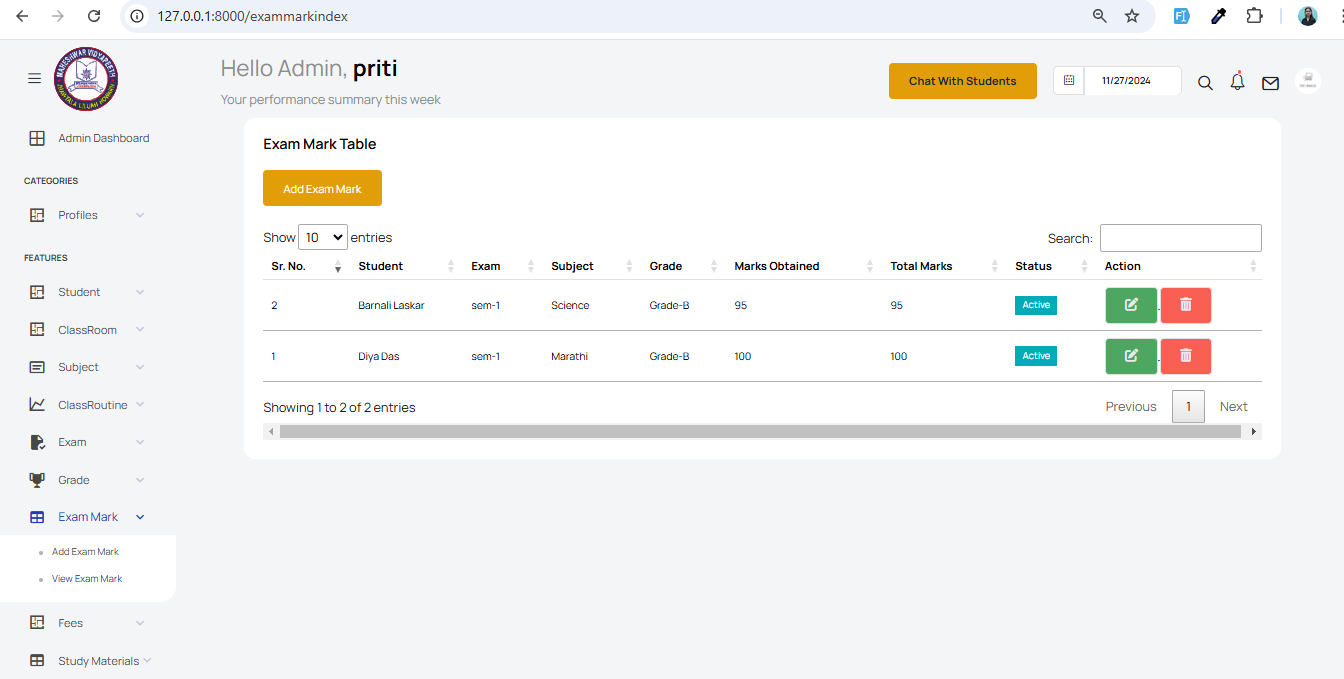 127.0.0.1:8000/exammarkindex
MAHESHWAR VIDYAPEETH
Hello Admin, priti
Your performance summary this week
Chat With Students
11/27/2024
Admin Dashboard
CATEGORIES
Profiles
FEATURES
Student
ClassRoom
Subject
ClassRoutine
Exam
Grade
Exam Mark
Add Exam Mark
View Exam Mark
Fees
Study Materials
Exam Mark Table
Add Exam Mark
Show 10 entries
Search:
Sr. No. Student Exam Subject Grade Marks Obtained Total Marks Status Action
2 Barnali Laskar sem-1 Science Grade-B 95 95 Active
1 Diya Das sem-1 Marathi Grade-B 100 100 Active
Showing 1 to 2 of 2 entries
Previous 1 Next